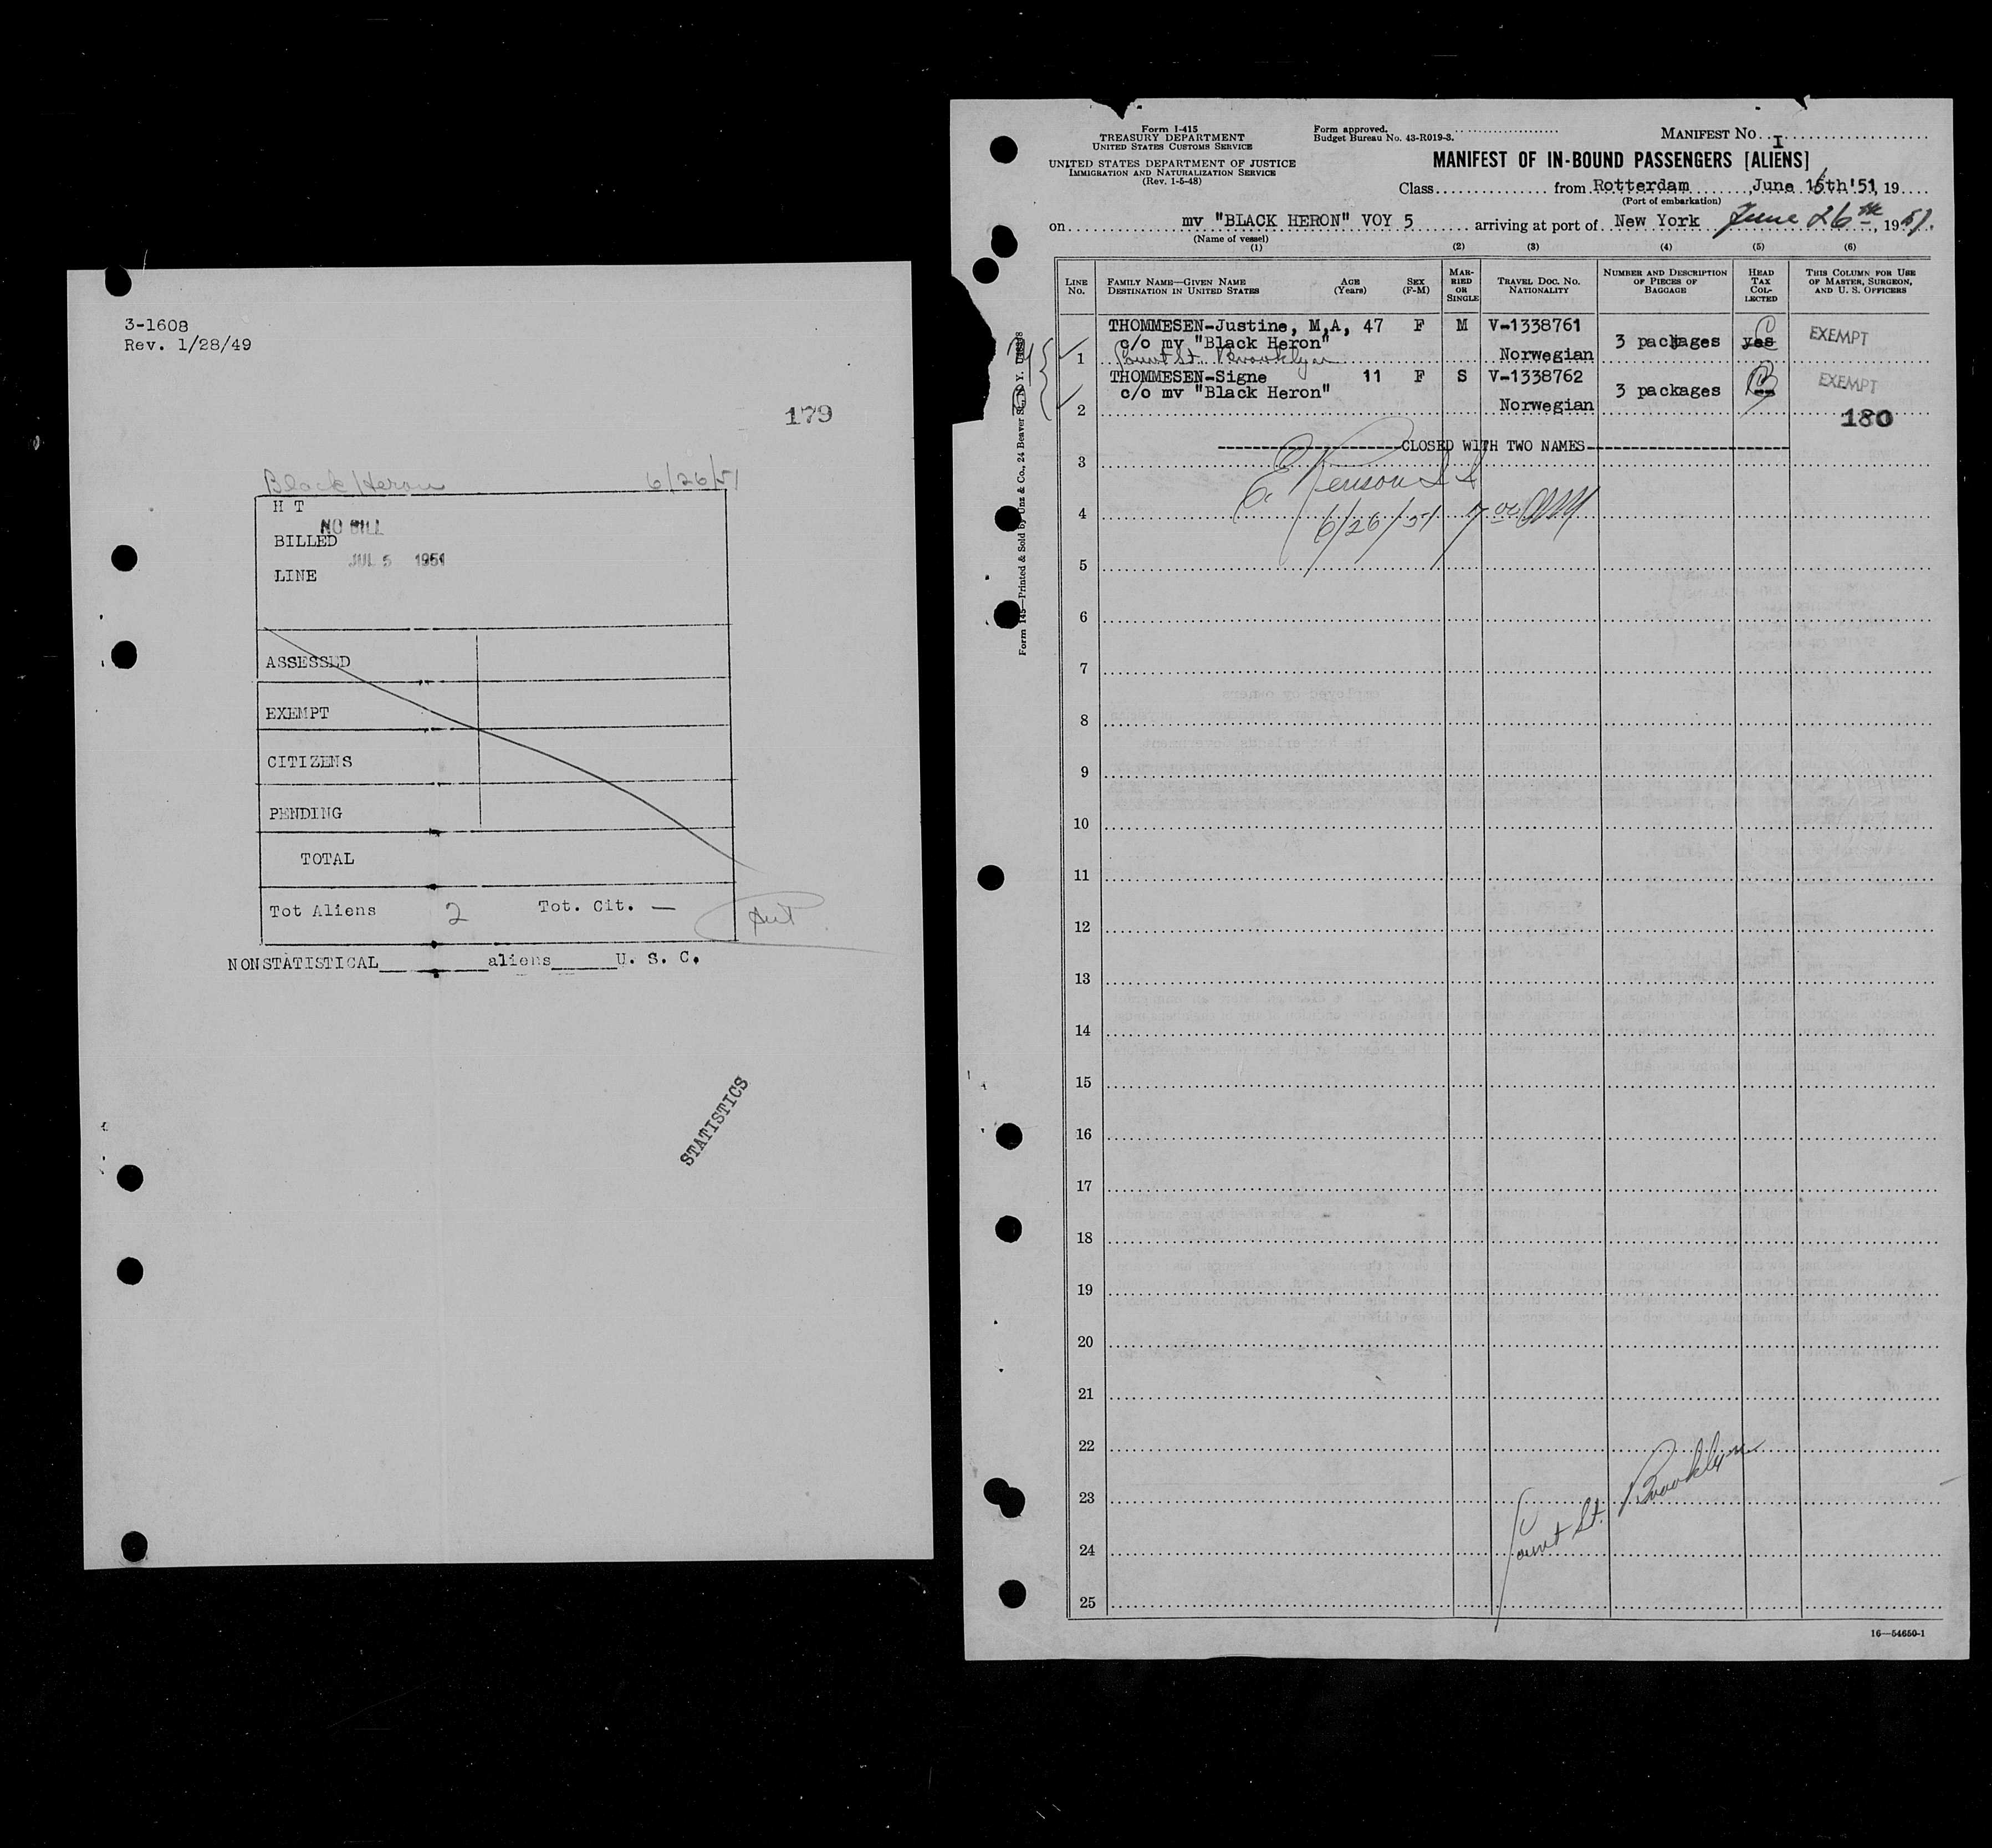 3-1608
Rev. 1/28/49
179
Black Heron 6/26/51
H T
NO BILL
BILLED
JUL 5 1951
LINE
ASSESSED
EXEMPT
CITIZENS
PENDING
TOTAL
Tot Aliens 2 Tot. Cit. —
NONSTATISTICAL aliens U. S. C.
STATISTICS
Form I-415
TREASURY DEPARTMENT
UNITED STATES CUSTOMS SERVICE
UNITED STATES DEPARTMENT OF JUSTICE
IMMIGRATION AND NATURALIZATION SERVICE
(Rev. 1-5-48)
Form approved.
Budget Bureau No. 43-R019-3.
MANIFEST No. I
MANIFEST OF IN-BOUND PASSENGERS [ALIENS]
Class from Rotterdam, June 16th '51, 19
(Port of embarkation)
on mv "BLACK HERON" VOY 5 arriving at port of New York June 26th, 1951.
(Name of vessel)
(1) (2) (3) (4) (5) (6)
LINE No.
FAMILY NAME—GIVEN NAME
DESTINATION IN UNITED STATES
AGE (Years)
SEX (F-M)
MARRIED OR SINGLE
TRAVEL DOC. NO. NATIONALITY
NUMBER AND DESCRIPTION OF PIECES OF BAGGAGE
HEAD TAX COLLECTED
THIS COLUMN FOR USE OF MASTER, SURGEON, AND U. S. OFFICERS
THOMMESEN-Justine, M,A, 47 F M V-1338761
c/o mv "Black Heron" 3 packages yes EXEMPT
1 Court St. Brooklyn Norwegian
THOMMESEN-Signe 11 F S V-1338762
c/o mv "Black Heron" 3 packages EXEMPT
2 Norwegian
180
CLOSED WITH TWO NAMES
3
4
6/26/51
5
6
7
8
9
10
11
12
13
14
15
16
17
18
19
20
21
22
23
Court St. Brooklyn
24
25
16—54650-1